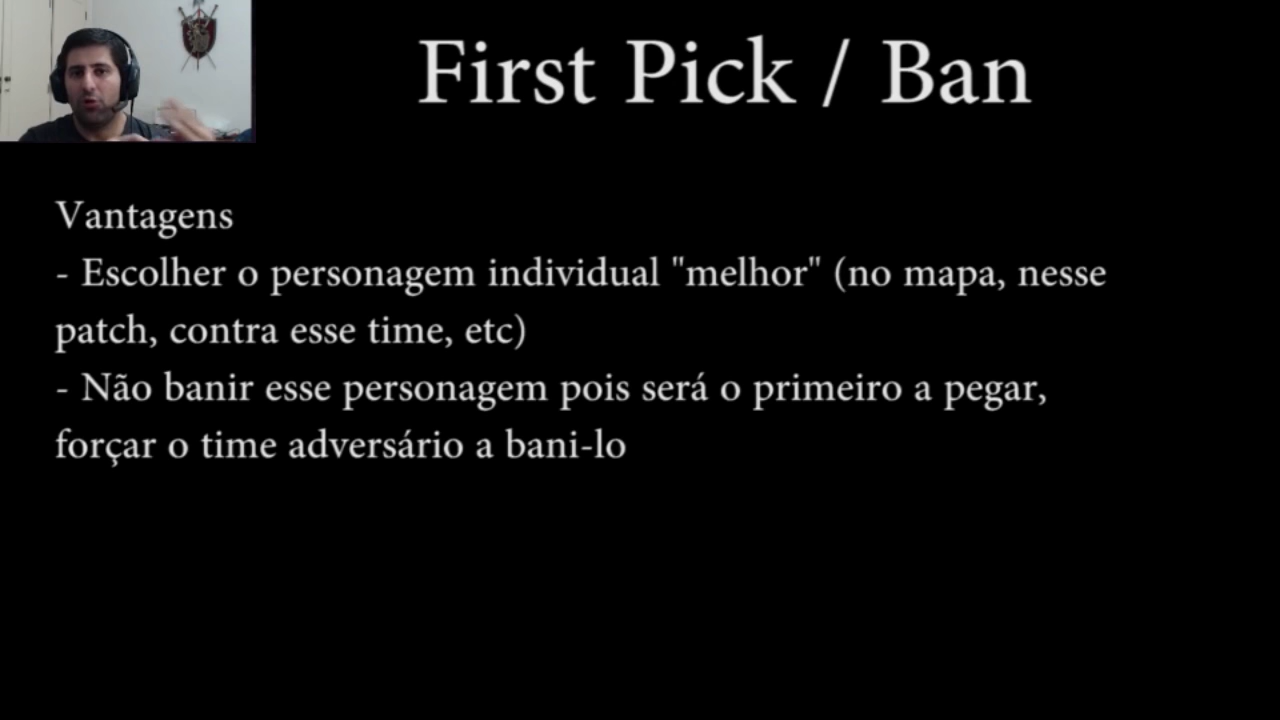 First Pick / Ban
Vantagens
- Escolher o personagem individual "melhor" (no mapa, nesse
patch, contra esse time, etc)
- Não banir esse personagem pois será o primeiro a pegar,
forçar o time adversário a bani-lo